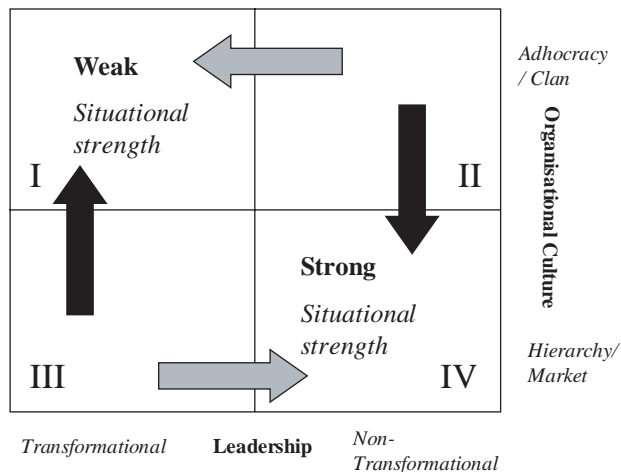 Weak
Situational
strength
I
II
Adhocracy
/ Clan
Organisational Culture
Strong
Situational
strength
III
IV
Hierarchy/
Market
Transformational
Leadership
Non-
Transformational